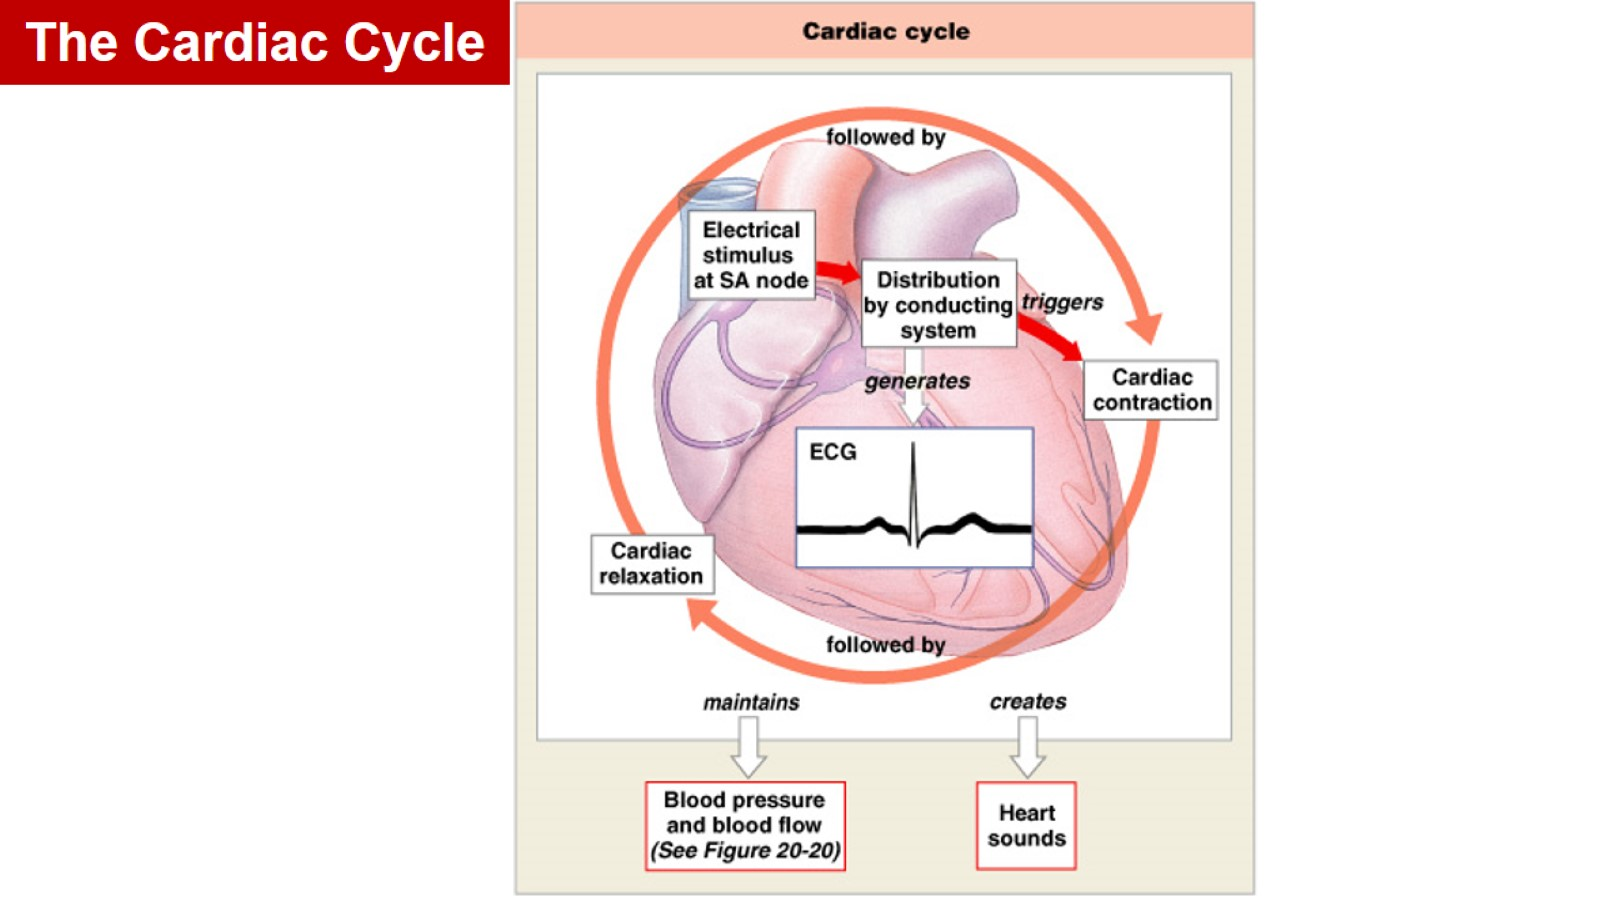 The Cardiac Cycle
Cardiac cycle
followed by
Electrical
stimulus
at SA node
Distribution
by conducting
system
triggers
Cardiac
contraction
generates
ECG
Cardiac
relaxation
followed by
maintains
creates
Blood pressure
and blood flow
(See Figure 20-20)
Heart
sounds